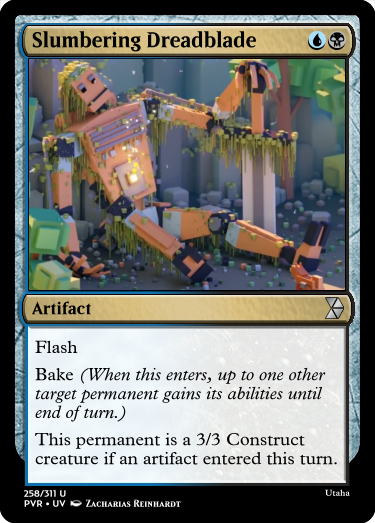 Slumbering Dreadblade
Artifact
Flash
Bake (When this enters, up to one other
target permanent gains its abilities until
end of turn.)
This permanent is a 3/3 Construct
creature if an artifact entered this turn.
258/311 U
Utaha
PVR • UV Zacharias Reinhardt